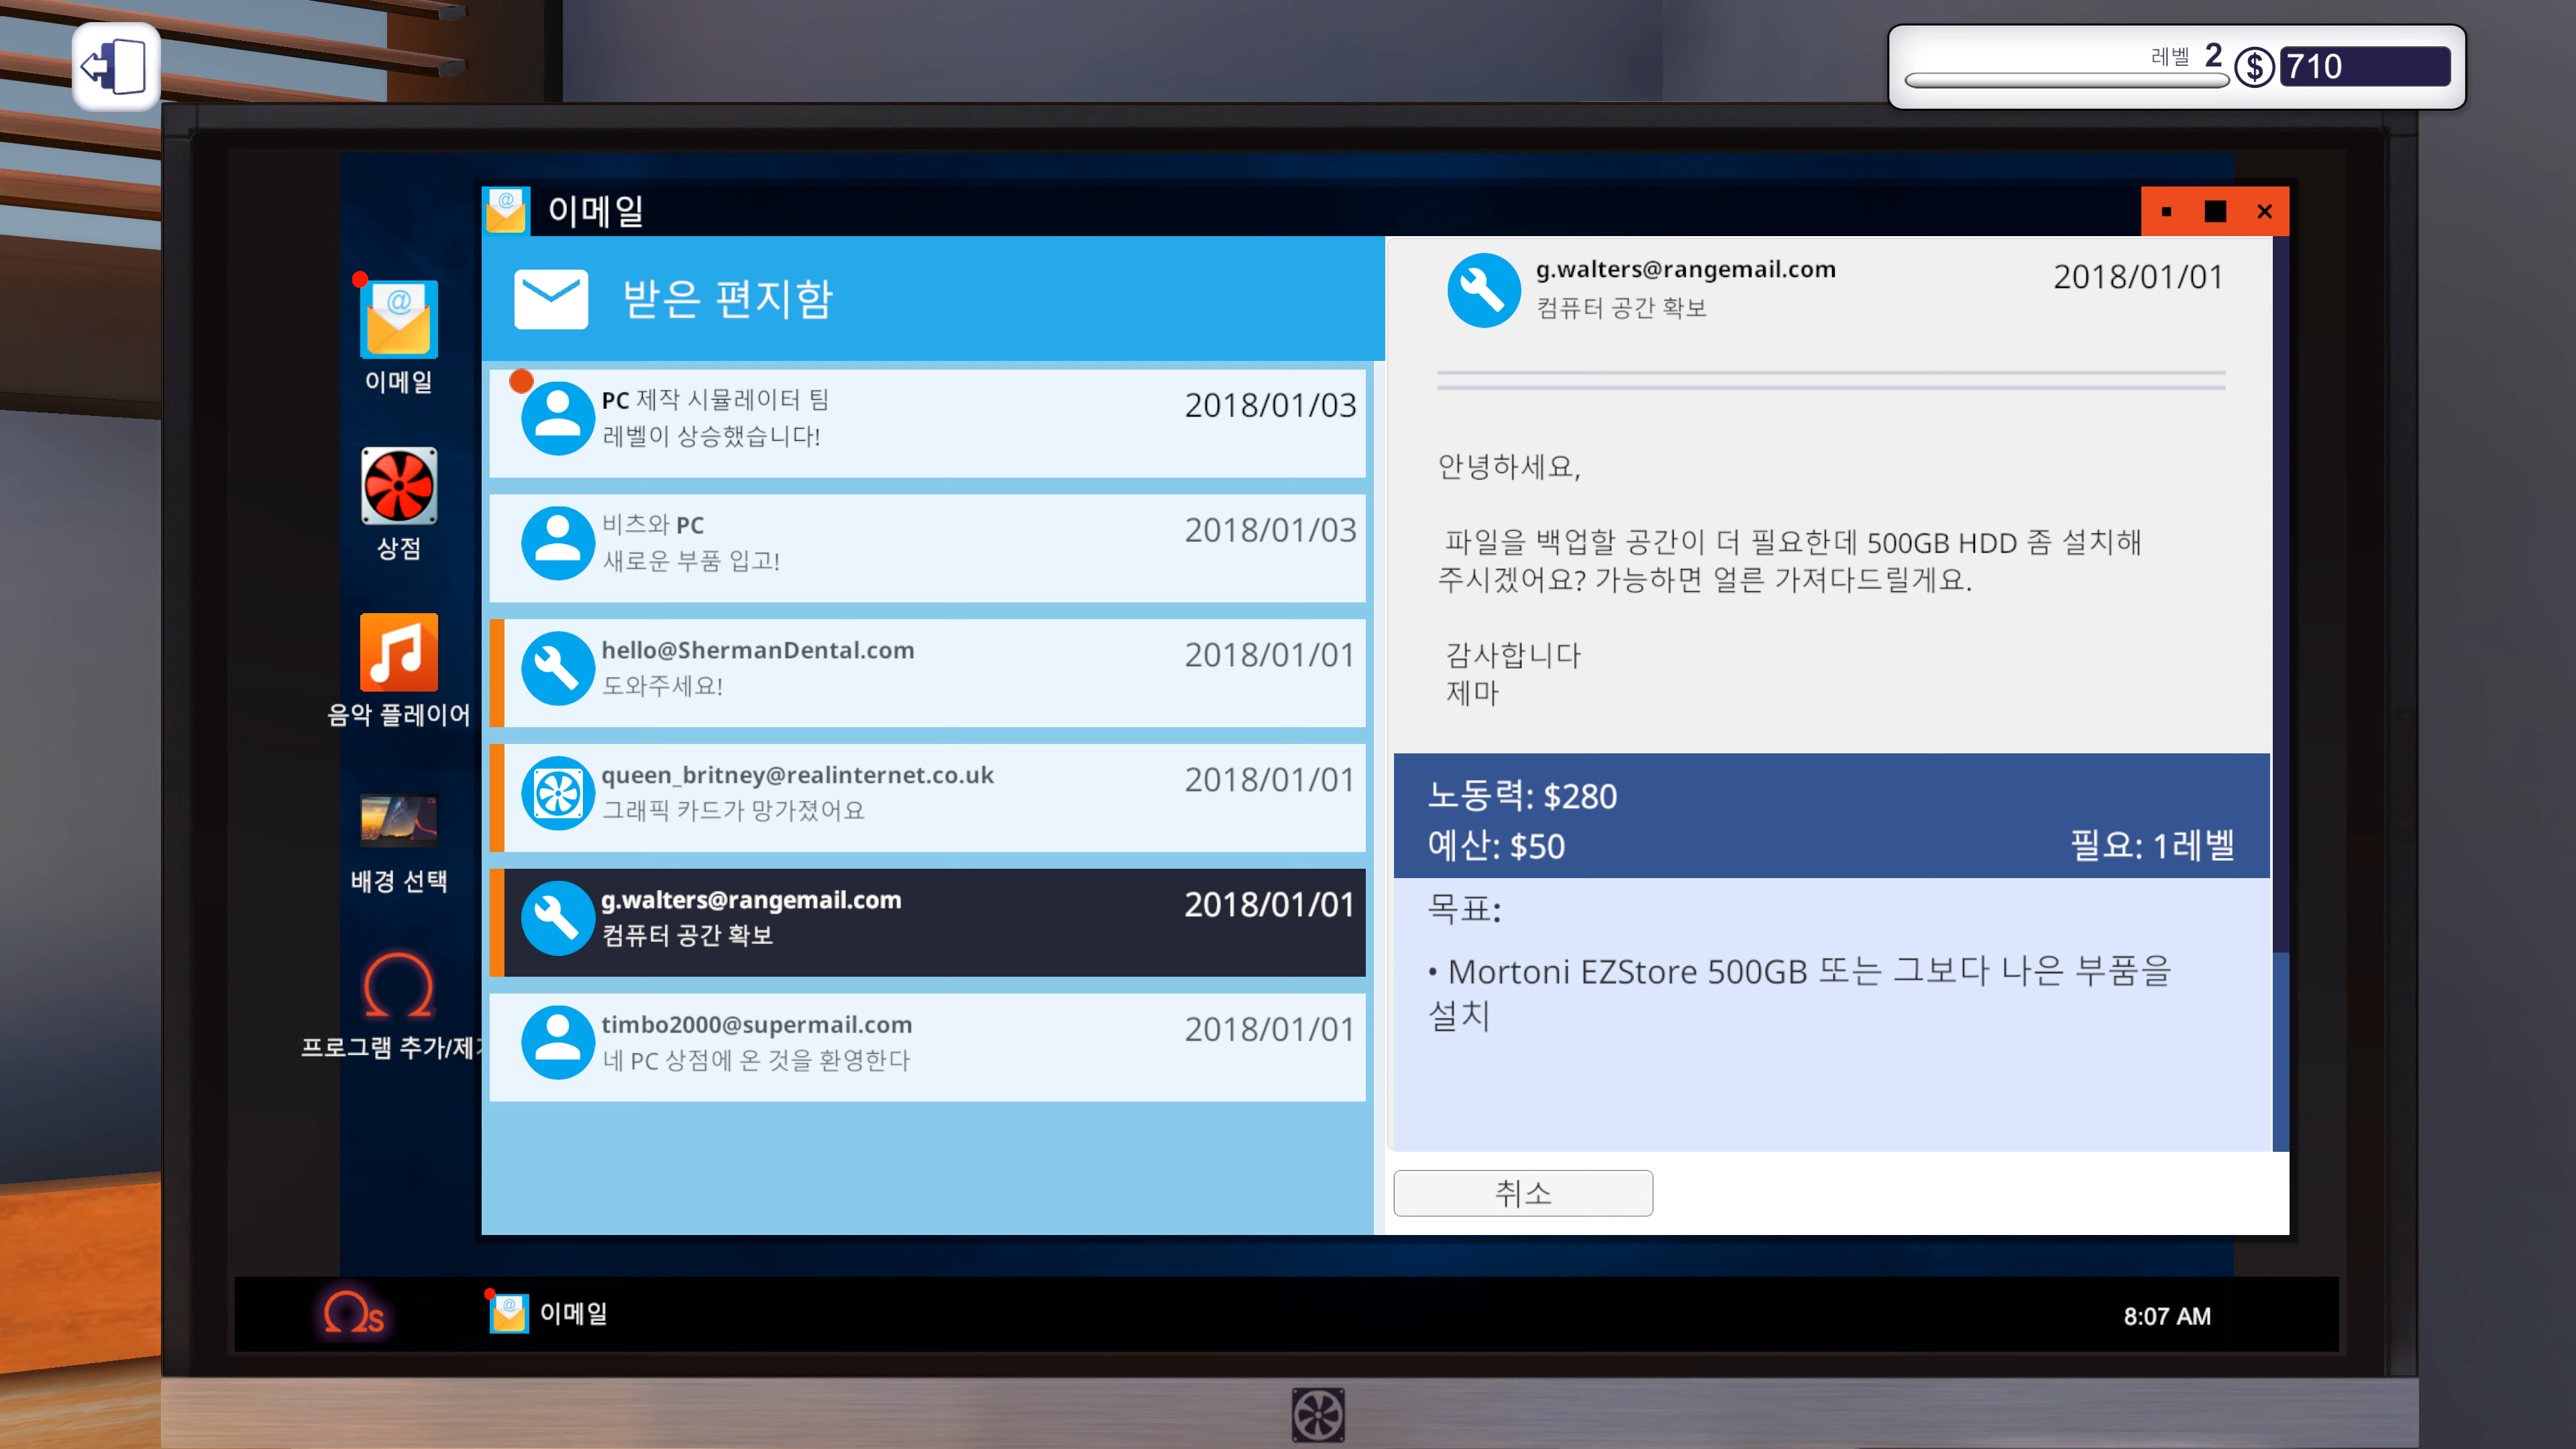 레벨 2 $ 710
이메일
이메일
상점
음악 플레이어
배경 선택
프로그램 추가/제
받은 편지함
PC 제작 시뮬레이터 팀 2018/01/03
레벨이 상승했습니다!
비츠와 PC 2018/01/03
새로운 부품 입고!
hello@ShermanDental.com 2018/01/01
도와주세요!
queen_britney@realinternet.co.uk 2018/01/01
그래픽 카드가 망가졌어요
g.walters@rangemail.com 2018/01/01
컴퓨터 공간 확보
timbo2000@supermail.com 2018/01/01
네 PC 상점에 온 것을 환영한다
g.walters@rangemail.com 2018/01/01
컴퓨터 공간 확보
안녕하세요,
파일을 백업할 공간이 더 필요한데 500GB HDD 좀 설치해
주시겠어요? 가능하면 얼른 가져다드릴게요.
감사합니다
제마
노동력: $280
예산: $50 필요: 1레벨
목표:
• Mortoni EZStore 500GB 또는 그보다 나은 부품을
설치
취소
Ωs 이메일 8:07 AM